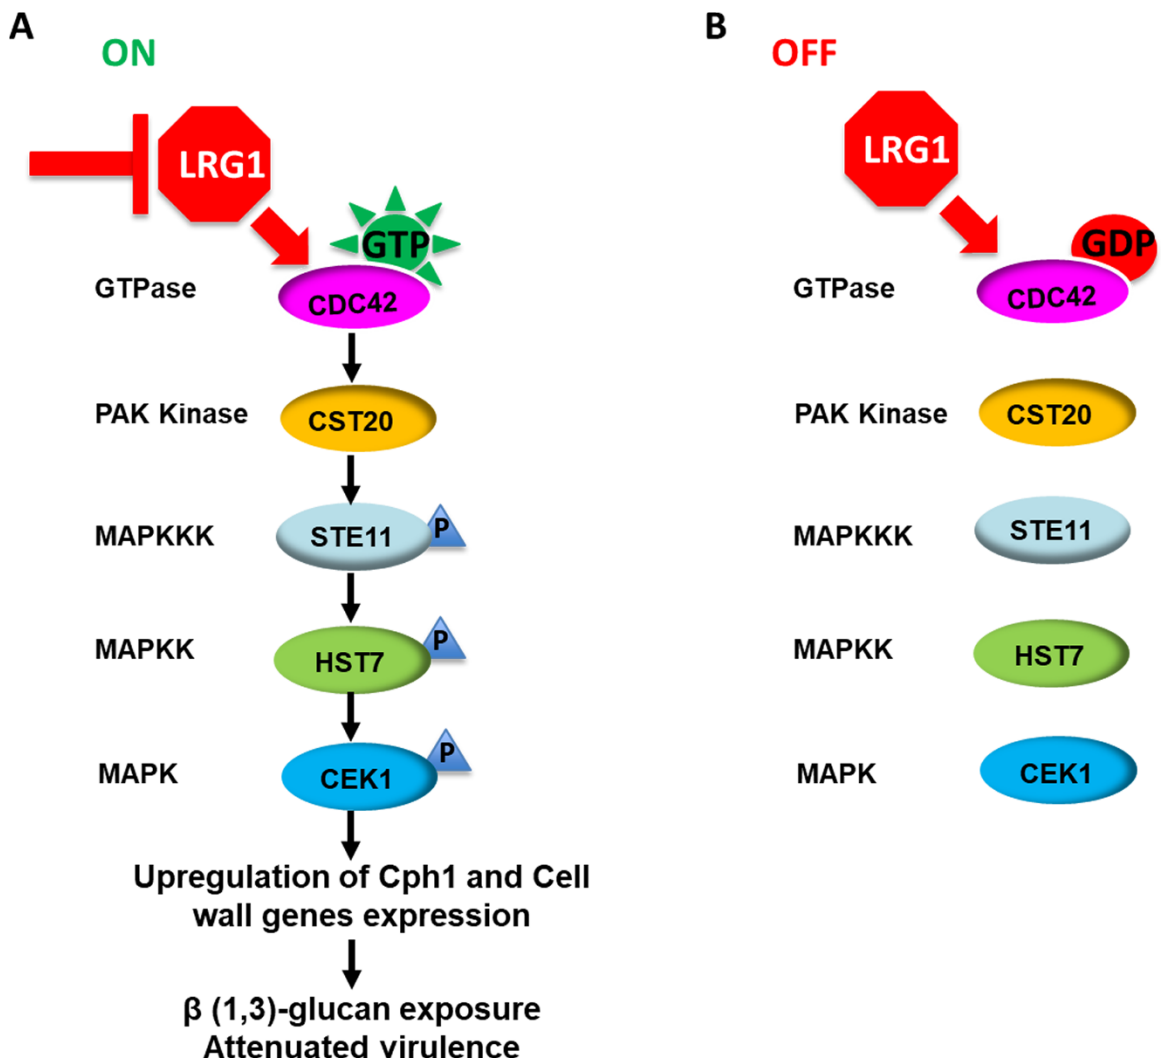 A
ON
LRG1
GTP
GTPase
CDC42
PAK Kinase
CST20
MAPKKK
STE11
P
MAPKK
HST7
P
MAPK
CEK1
P
Upregulation of Cph1 and Cell
wall genes expression
β (1,3)-glucan exposure
Attenuated virulence
B
OFF
LRG1
GDP
GTPase
CDC42
PAK Kinase
CST20
MAPKKK
STE11
MAPKK
HST7
MAPK
CEK1